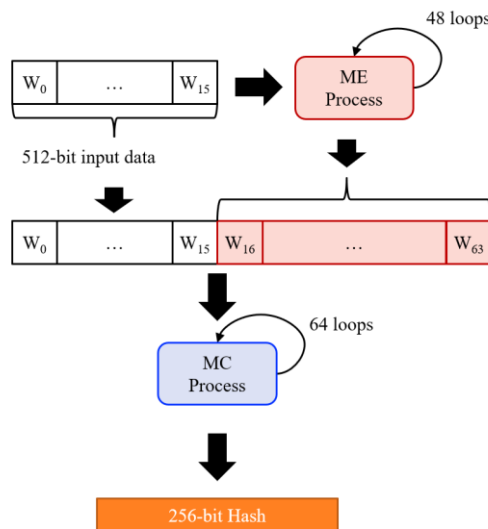 48 loops
W₀ … W₁₅
ME
Process
512-bit input data
W₀ … W₁₅ W₁₆ … W₆₃
64 loops
MC
Process
256-bit Hash